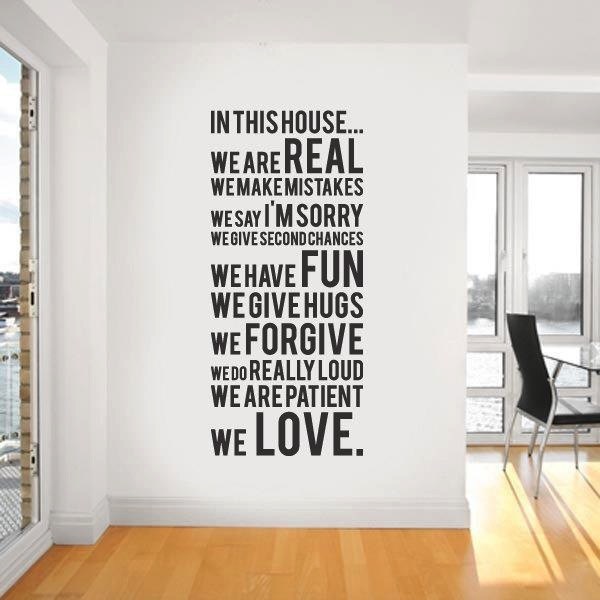 IN THIS HOUSE...
WE ARE REAL
WE MAKE MISTAKES
WE SAY I'M SORRY
WE GIVE SECOND CHANCES
WE HAVE FUN
WE GIVE HUGS
WE FORGIVE
WE DO REALLY LOUD
WE ARE PATIENT
WE LOVE.